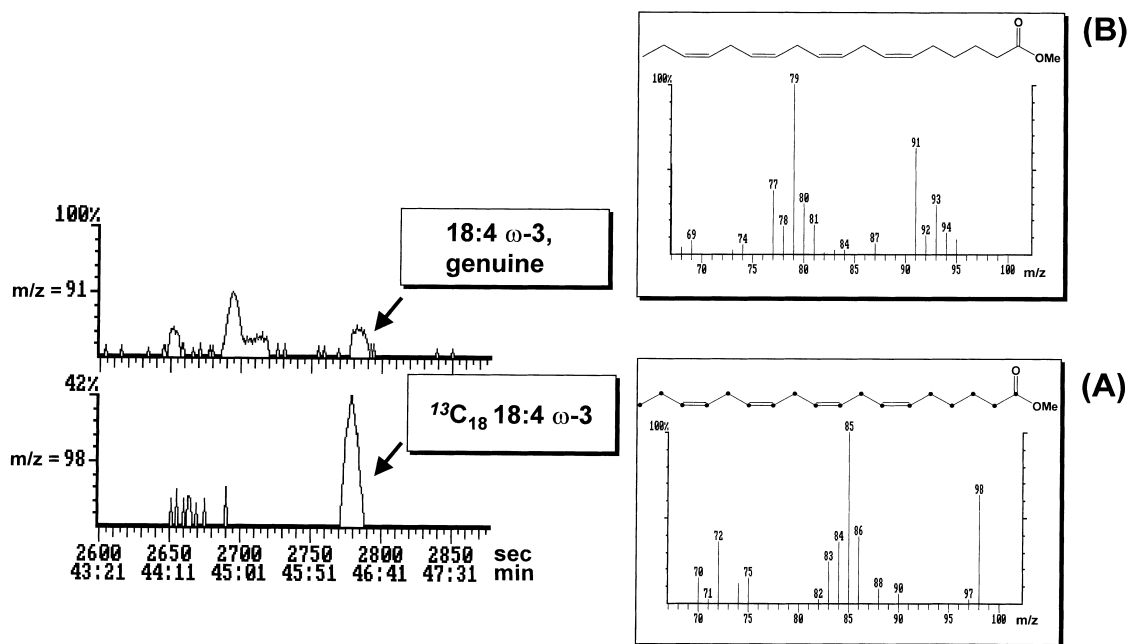 100%
m/z = 91
18:4 ω-3,
genuine
42%
m/z = 98
¹³C₁₈ 18:4 ω-3
2600 2650 2700 2750 2800 2850 sec
43:21 44:11 45:01 45:51 46:41 47:31 min
(B)
O
OMe
100%
79
91
77
80
93
78
81
94
92
69
74
84
87
70 75 80 85 90 95 100 m/z
(A)
O
OMe
100%
85
98
72
84
86
83
70
75
71
82
88
90
97
70 80 85 90 100 m/z